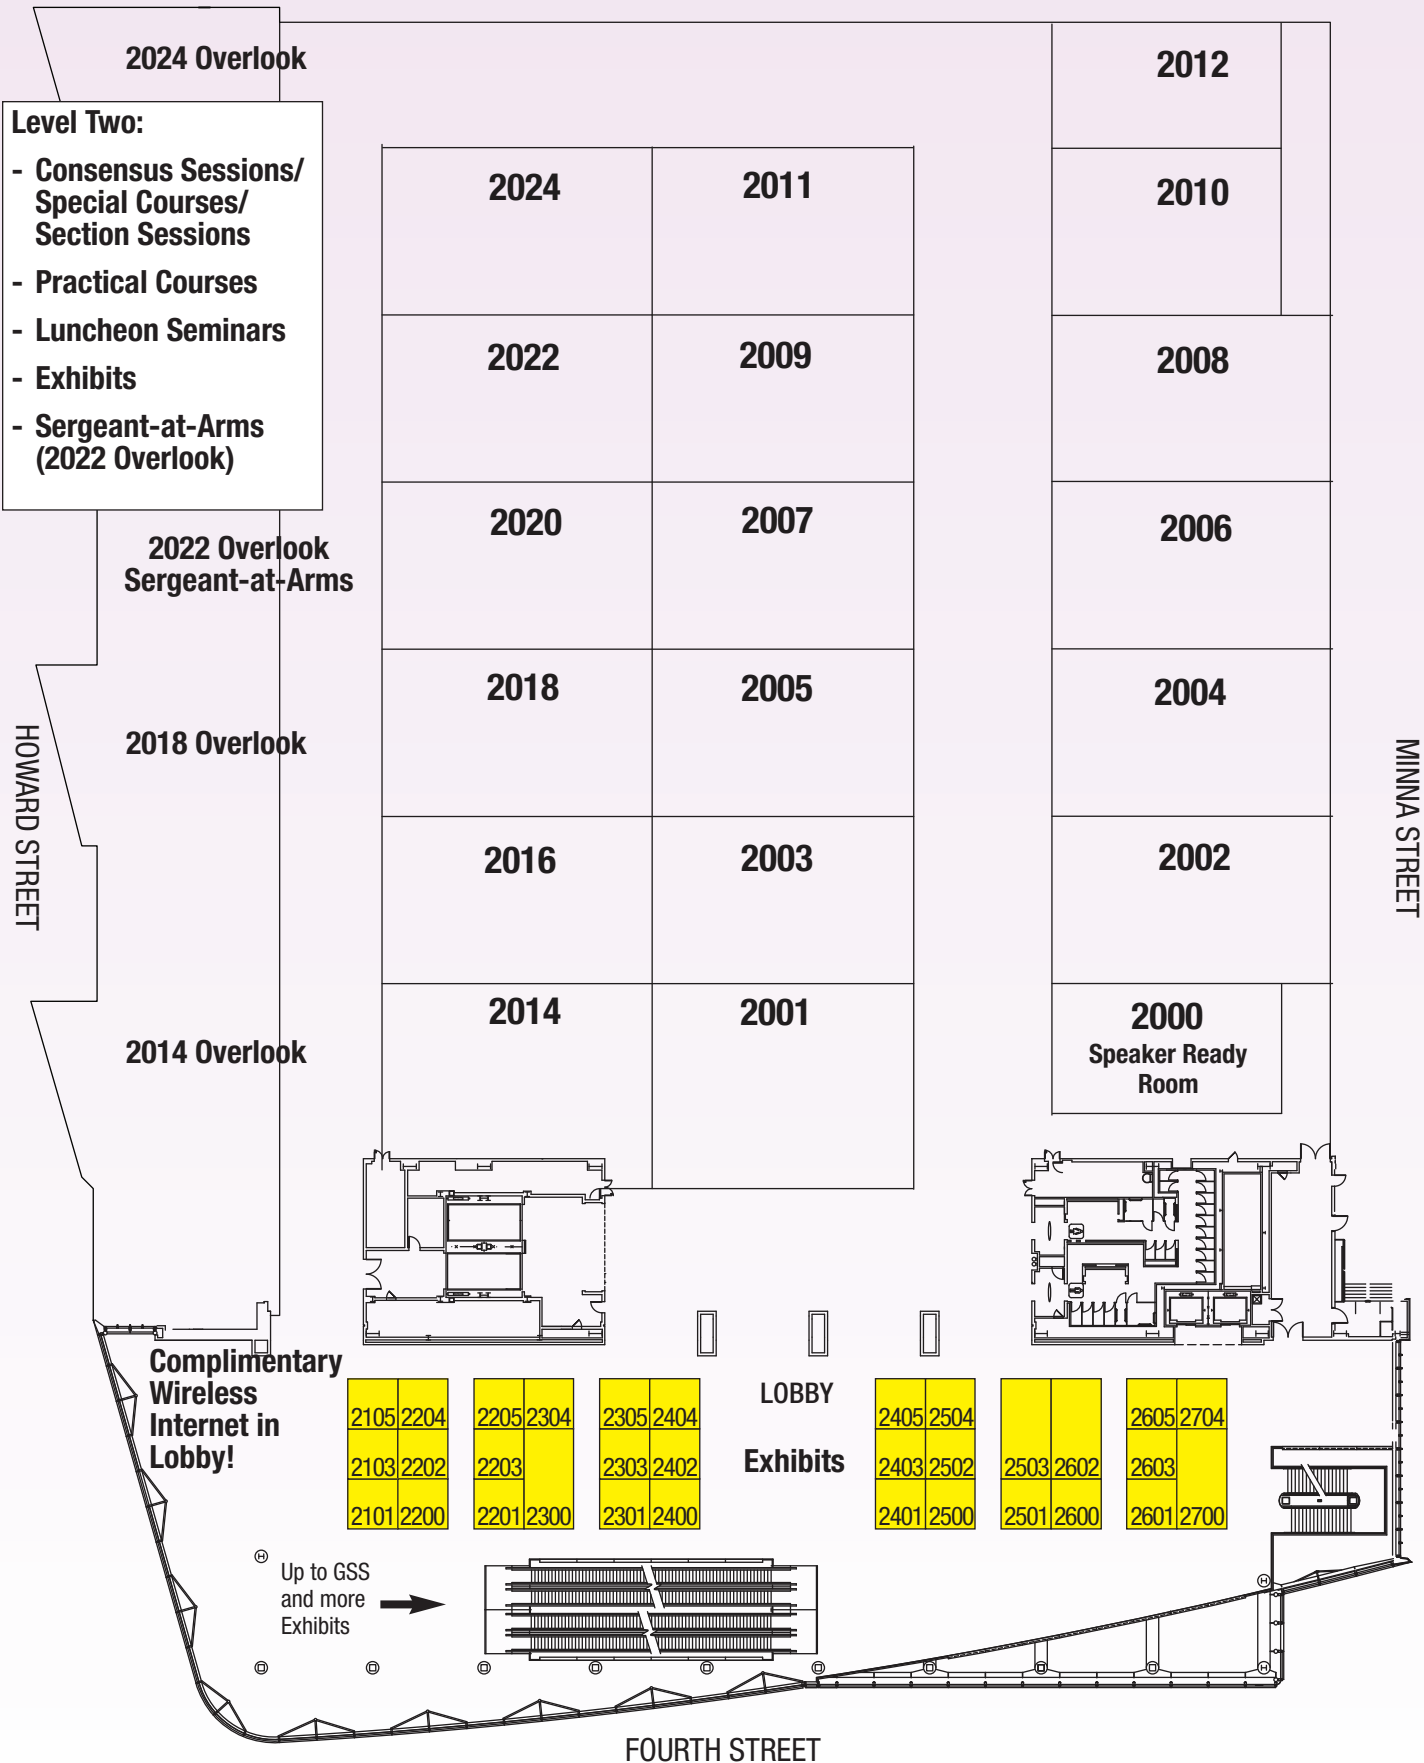 2024 Overlook
2012
Level Two:
- Consensus Sessions/
Special Courses/
Section Sessions
- Practical Courses
- Luncheon Seminars
- Exhibits
- Sergeant-at-Arms
(2022 Overlook)
2024
2011
2010
2022
2009
2008
2020
2007
2006
2022 Overlook
Sergeant-at-Arms
2018
2005
2004
2018 Overlook
HOWARD STREET
MINNA STREET
2016
2003
2002
2014
2001
2000
Speaker Ready
Room
2014 Overlook
Complimentary
Wireless
Internet in
Lobby!
LOBBY
Exhibits
2105 2204
2103 2202
2101 2200
2205 2304
2203
2201 2300
2305 2404
2303 2402
2301 2400
2405 2504
2403 2502
2401 2500
2503 2602
2501 2600
2605 2704
2603
2601 2700
Up to GSS
and more
Exhibits
H
H
H
FOURTH STREET